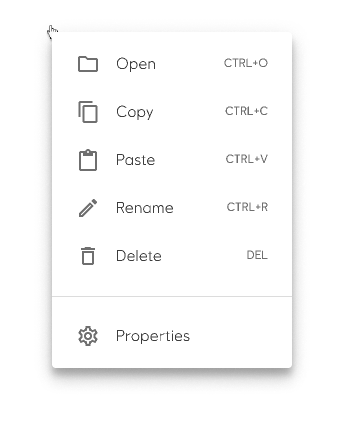 Open CTRL+O
Copy CTRL+C
Paste CTRL+V
Rename CTRL+R
Delete DEL
Properties